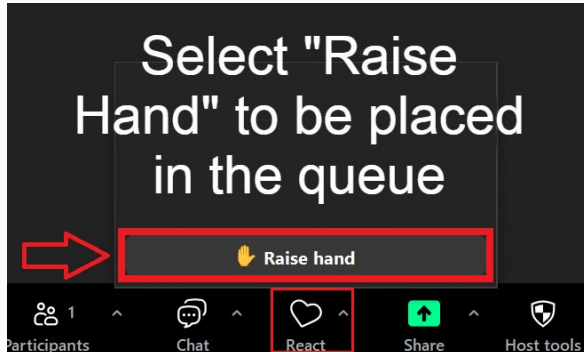 Select "Raise
Hand" to be placed
in the queue
Raise hand
1
Participants Chat React Share Host tools